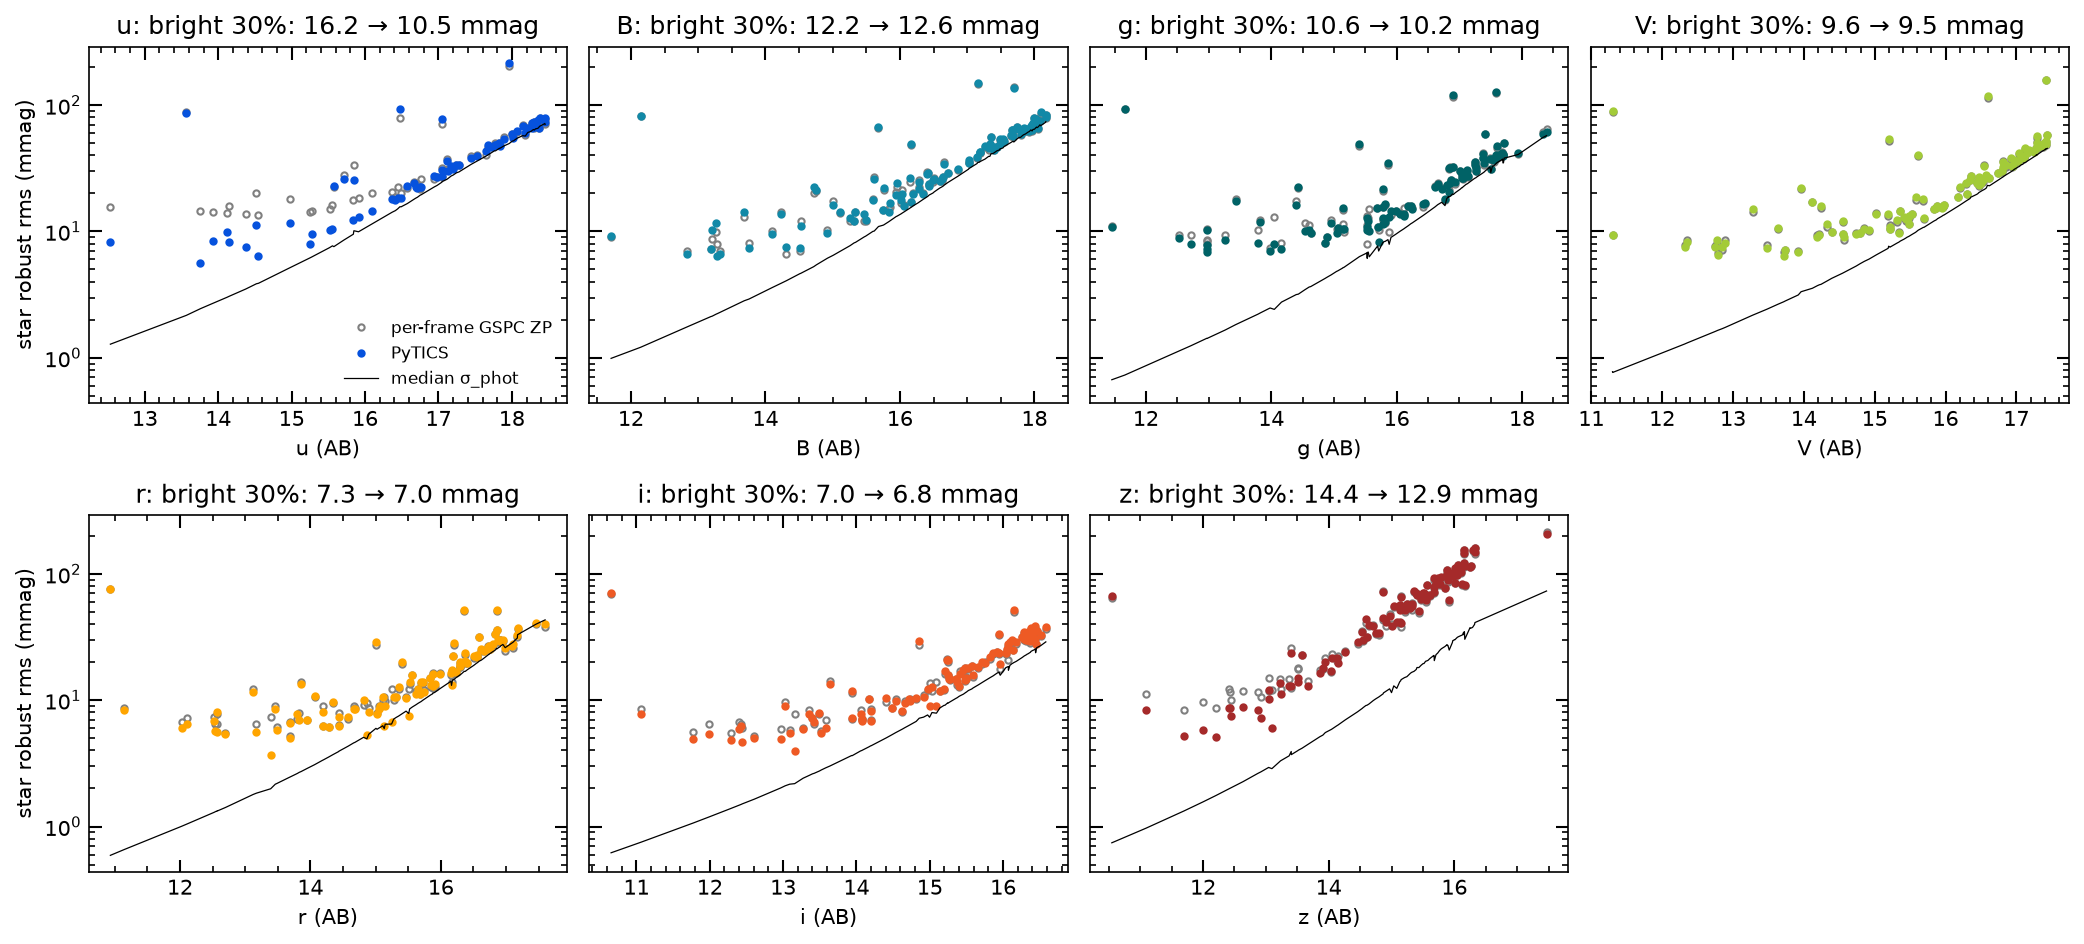 u: bright 30%: 16.2 → 10.5 mmag
B: bright 30%: 12.2 → 12.6 mmag
g: bright 30%: 10.6 → 10.2 mmag
V: bright 30%: 9.6 → 9.5 mmag
star robust rms (mmag)
10²
10¹
10⁰
per-frame GSPC ZP
PyTICS
median σ_phot
13 14 15 16 17 18
12 14 16 18
12 14 16 18
11 12 13 14 15 16 17
u (AB)
B (AB)
g (AB)
V (AB)
r: bright 30%: 7.3 → 7.0 mmag
i: bright 30%: 7.0 → 6.8 mmag
z: bright 30%: 14.4 → 12.9 mmag
star robust rms (mmag)
10²
10¹
10⁰
12 14 16
11 12 13 14 15 16
12 14 16
r (AB)
i (AB)
z (AB)